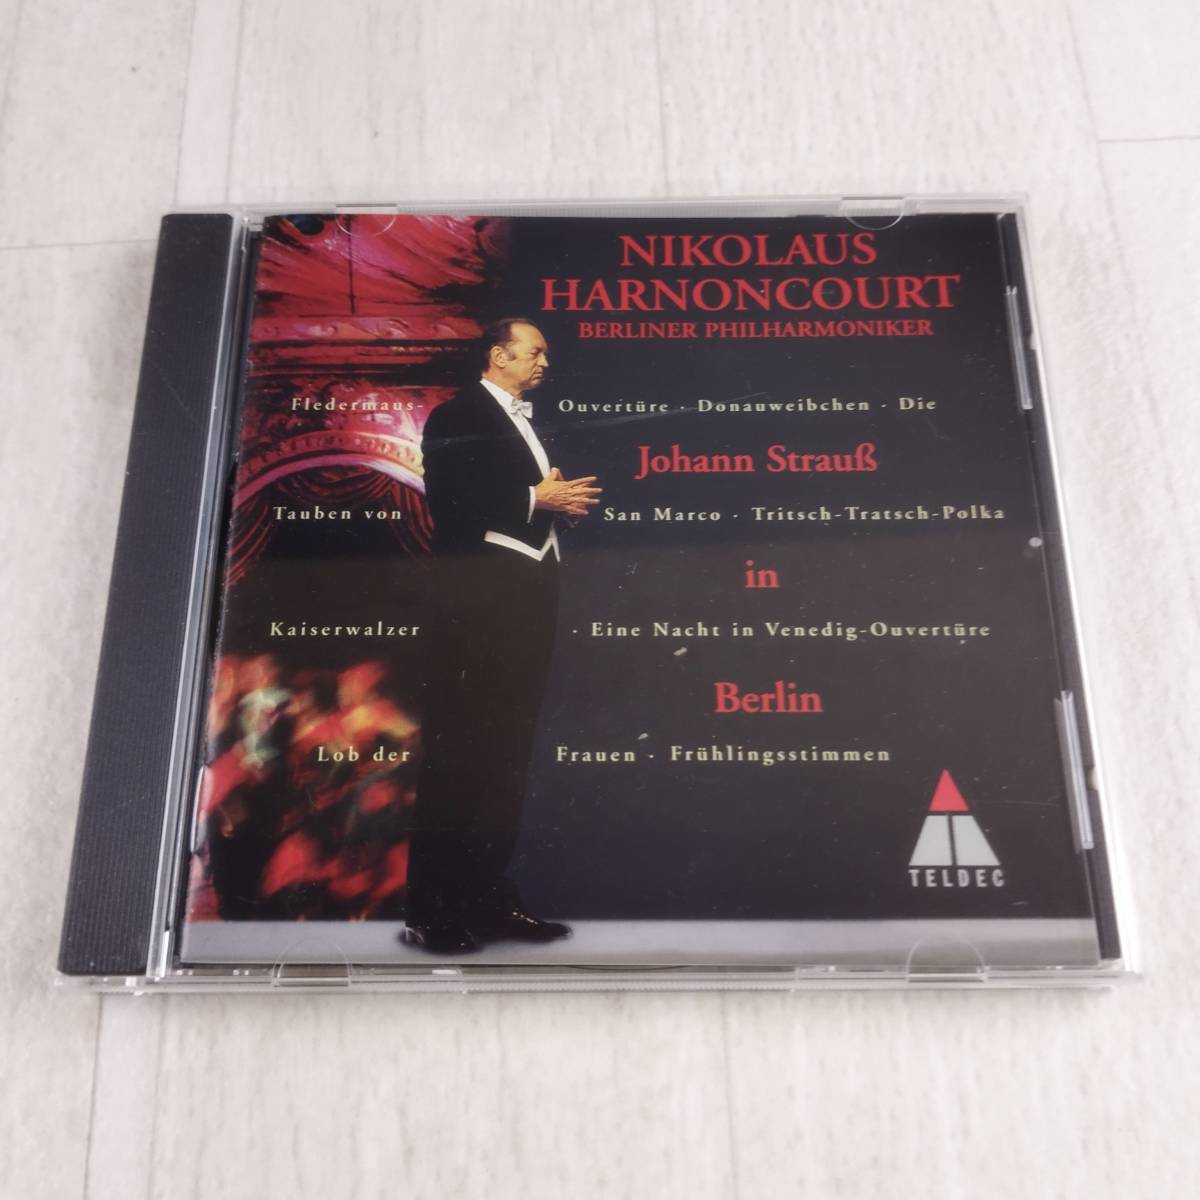 NIKOLAUS
HARNONCOURT
BERLINER PHILHARMONIKER
Fledermaus- Ouvertüre · Donauweibchen · Die
Johann Strauß
Tauben von San Marco · Tritsch-Tratsch-Polka
in
Kaiserwalzer · Eine Nacht in Venedig-Ouvertüre
Berlin
Lob der Frauen · Frühlingsstimmen
TELDEC